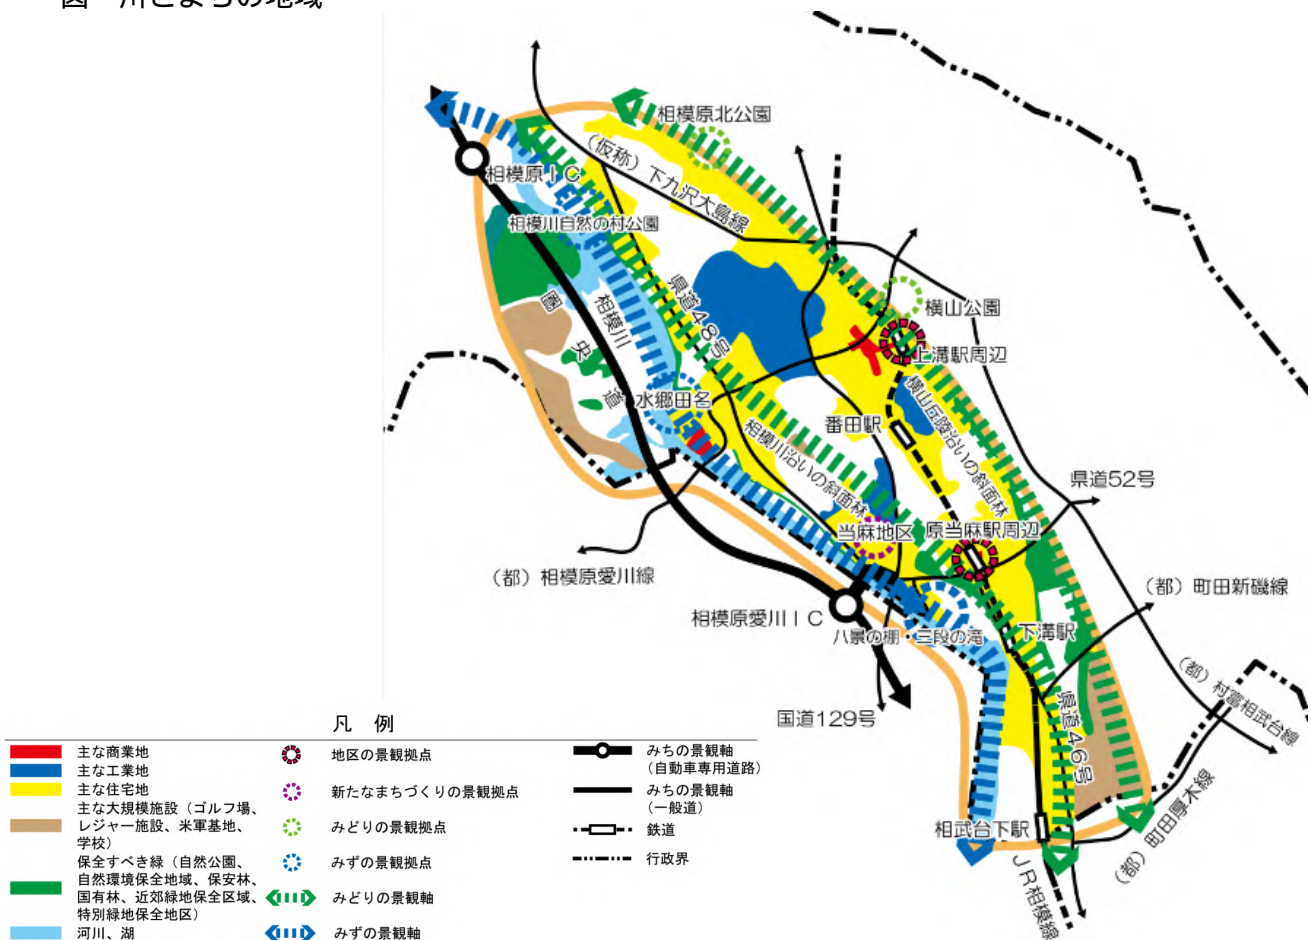 図 川とまちの地域
相模原北公園
（仮称）下九沢大島線
相模原ＩＣ
相模川自然の村公園
県道48号
相模川
圏央道
横山公園
上溝駅周辺
水郷田名
番田駅
横山丘陵沿いの斜面林
相模川沿いの斜面林
県道52号
当麻地区
原当麻駅周辺
（都）相模原愛川線
（都）町田新磯線
相模原愛川ＩＣ
八景の棚・三段の滝
下溝駅
（都）村富相武台線
国道129号
県道46号
相武台下駅
（都）町田厚木線
ＪＲ相模線
凡 例
主な商業地
主な工業地
主な住宅地
主な大規模施設（ゴルフ場、
レジャー施設、米軍基地、
学校）
保全すべき緑（自然公園、
自然環境保全地域、保安林、
国有林、近郊緑地保全区域、
特別緑地保全地区）
河川、湖
地区の景観拠点
新たなまちづくりの景観拠点
みどりの景観拠点
みずの景観拠点
みどりの景観軸
みずの景観軸
みちの景観軸
（自動車専用道路）
みちの景観軸
（一般道）
鉄道
行政界